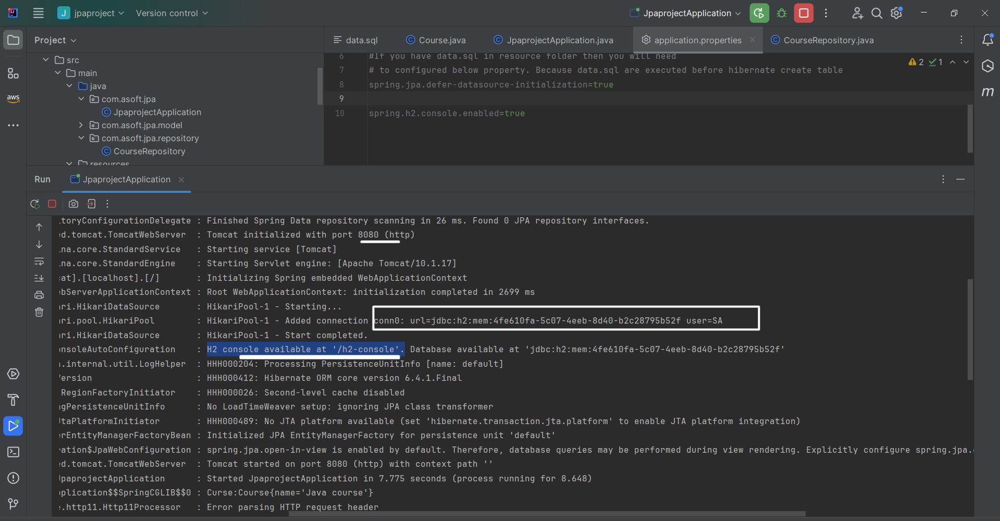 IJ
J jpaproject
Version control
JpaprojectApplication
Project
data.sql
Course.java
JpaprojectApplication.java
application.properties
CourseRepository.java
src
main
java
com.asoft.jpa
JpaprojectApplication
com.asoft.jpa.model
com.asoft.jpa.repository
CourseRepository
resources
aws
m
2 1
6 #If you have data.sql in resource folder then you will need
7 # to configured below property. Because data.sql are executed before hibernate create table
8 spring.jpa.defer-datasource-initialization=true
9
10 spring.h2.console.enabled=true
Run
JpaprojectApplication
toryConfigurationDelegate : Finished Spring Data repository scanning in 26 ms. Found 0 JPA repository interfaces.
ed.tomcat.TomcatWebServer : Tomcat initialized with port 8080 (http)
ina.core.StandardService : Starting service [Tomcat]
ina.core.StandardEngine : Starting Servlet engine: [Apache Tomcat/10.1.17]
cat].[localhost].[/] : Initializing Spring embedded WebApplicationContext
bServerApplicationContext : Root WebApplicationContext: initialization completed in 2699 ms
ri.HikariDataSource : HikariPool-1 - Starting...
ri.pool.HikariPool : HikariPool-1 - Added connection conn0: url=jdbc:h2:mem:4fe610fa-5c07-4eeb-8d40-b2c28795b52f user=SA
ri.HikariDataSource : HikariPool-1 - Start completed.
nsoleAutoConfiguration : H2 console available at '/h2-console'. Database available at 'jdbc:h2:mem:4fe610fa-5c07-4eeb-8d40-b2c28795b52f'
.internal.util.LogHelper : HHH000204: Processing PersistenceUnitInfo [name: default]
Version : HHH000412: Hibernate ORM core version 6.4.1.Final
RegionFactoryInitiator : HHH000026: Second-level cache disabled
gPersistenceUnitInfo : No LoadTimeWeaver setup: ignoring JPA class transformer
JtaPlatformInitiator : HHH000489: No JTA platform available (set 'hibernate.transaction.jta.platform' to enable JTA platform integration)
erEntityManagerFactoryBean : Initialized JPA EntityManagerFactory for persistence unit 'default'
ration$JpaWebConfiguration : spring.jpa.open-in-view is enabled by default. Therefore, database queries may be performed during view rendering. Explicitly configure spring.jpa.
ed.tomcat.TomcatWebServer : Tomcat started on port 8080 (http) with context path ''
JpaprojectApplication : Started JpaprojectApplication in 7.775 seconds (process running for 8.648)
pplication$$SpringCGLIB$$0 : Curse:Course{name='Java course'}
.http11.Http11Processor : Error parsing HTTP request header